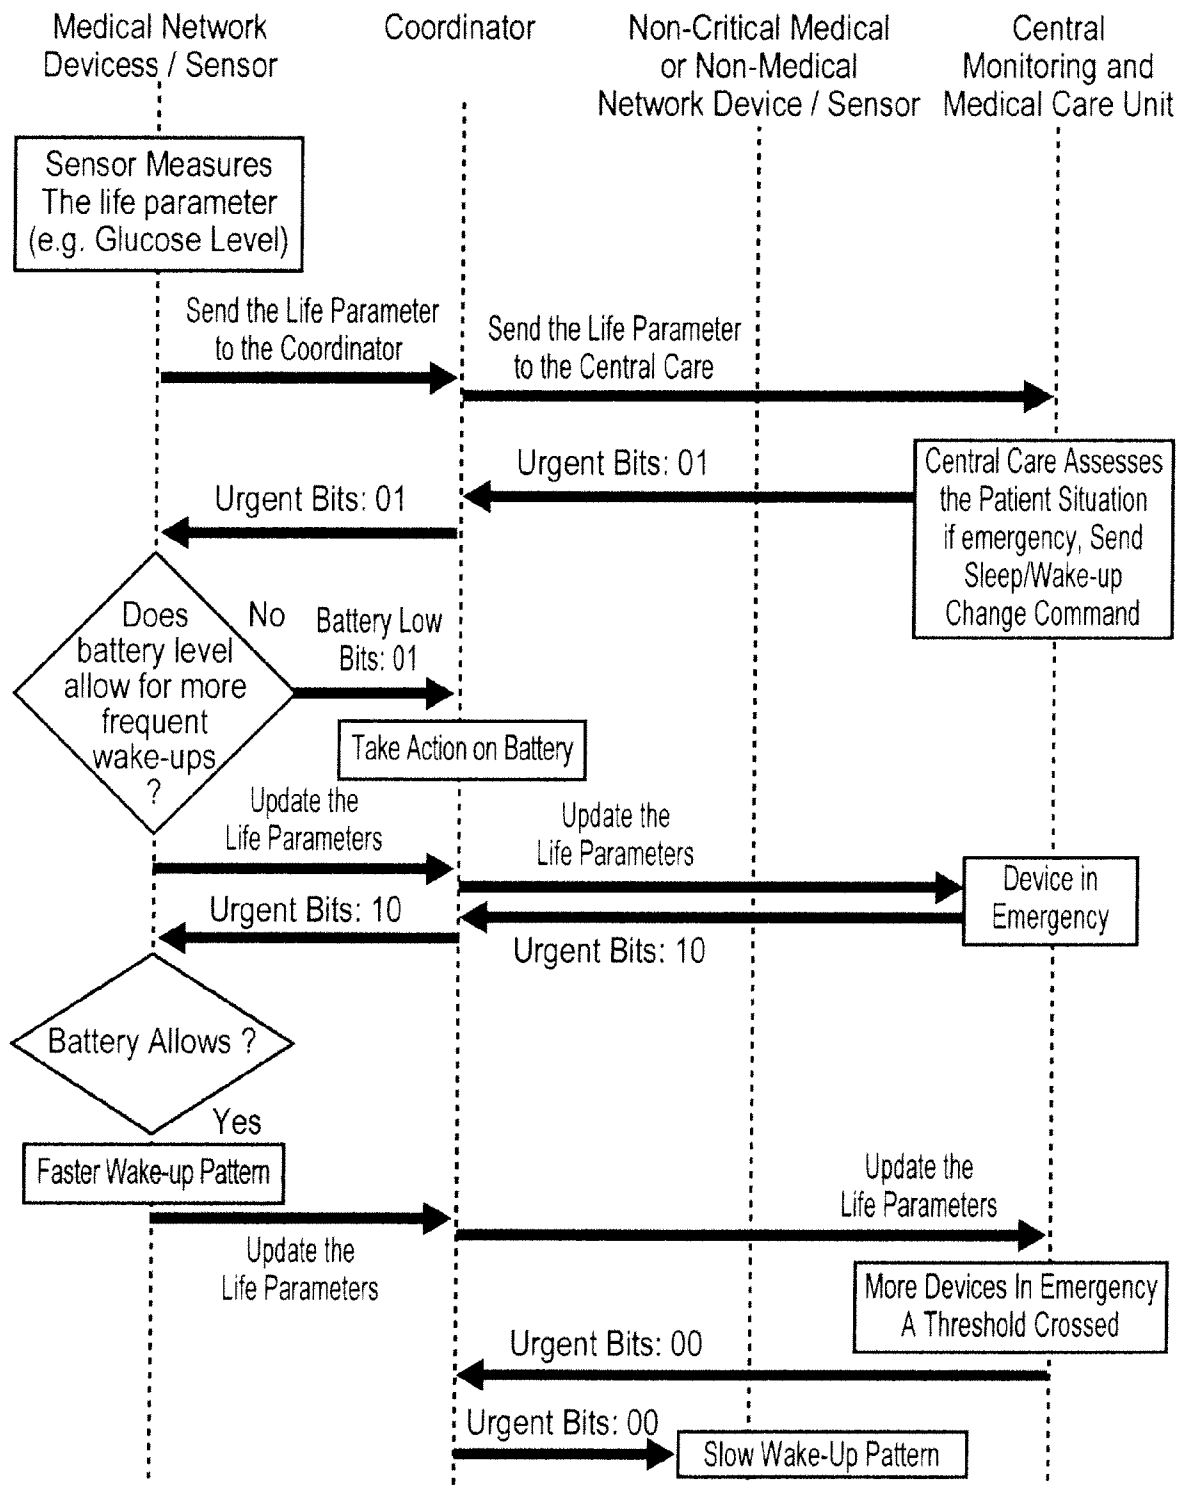 Medical Network
Devicess / Sensor
Coordinator
Non-Critical Medical
or Non-Medical
Network Device / Sensor
Central
Monitoring and
Medical Care Unit
Sensor Measures
The life parameter
(e.g. Glucose Level)
Send the Life Parameter
to the Coordinator
Send the Life Parameter
to the Central Care
Central Care Assesses
the Patient Situation
if emergency, Send
Sleep/Wake-up
Change Command
Urgent Bits: 01
Urgent Bits: 01
Does
battery level
allow for more
frequent
wake-ups
?
No
Battery Low
Bits: 01
Take Action on Battery
Update the
Life Parameters
Update the
Life Parameters
Device in
Emergency
Urgent Bits: 10
Urgent Bits: 10
Battery Allows ?
Yes
Faster Wake-up Pattern
Update the
Life Parameters
Update the
Life Parameters
More Devices In Emergency
A Threshold Crossed
Urgent Bits: 00
Urgent Bits: 00
Slow Wake-Up Pattern